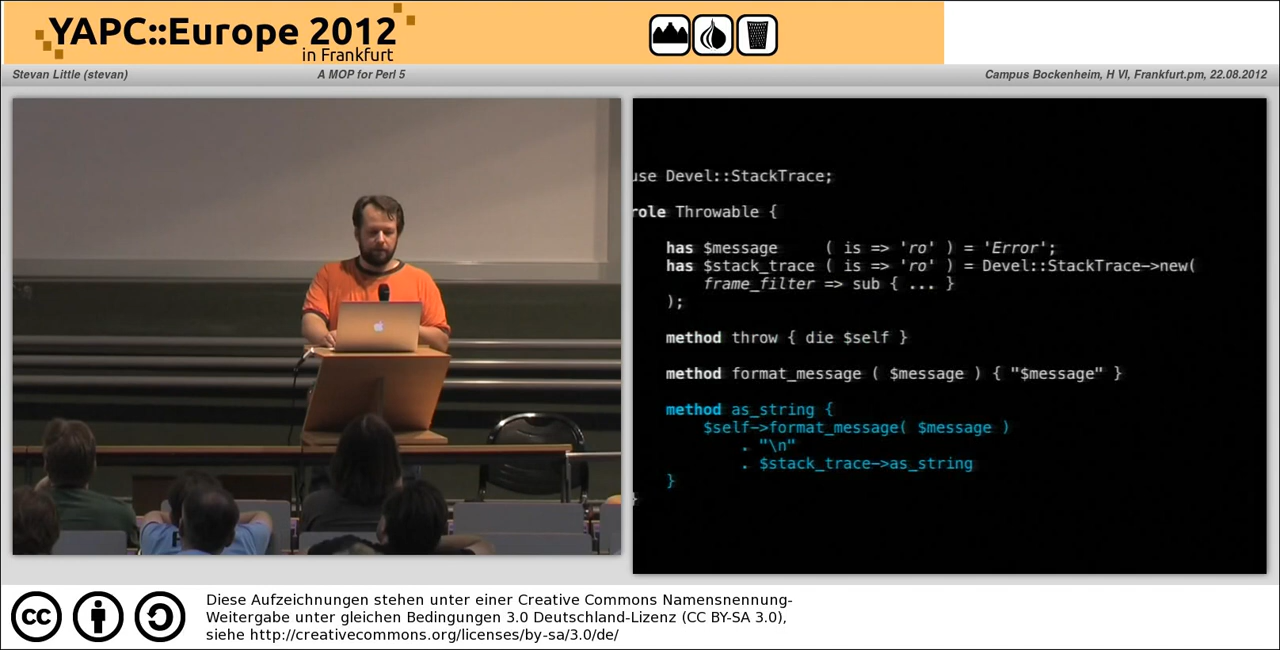 YAPC::Europe 2012
in Frankfurt
Stevan Little (stevan)
A MOP for Perl 5
Campus Bockenheim, H VI, Frankfurt.pm, 22.08.2012
use Devel::StackTrace;
role Throwable {
has $message ( is => 'ro' ) = 'Error';
has $stack_trace ( is => 'ro' ) = Devel::StackTrace->new(
frame_filter => sub { ... }
);
method throw { die $self }
method format_message ( $message ) { "$message" }
method as_string {
$self->format_message( $message )
. "\n"
. $stack_trace->as_string
}
}
cc
Diese Aufzeichnungen stehen unter einer Creative Commons Namensnennung-
Weitergabe unter gleichen Bedingungen 3.0 Deutschland-Lizenz (CC BY-SA 3.0),
siehe http://creativecommons.org/licenses/by-sa/3.0/de/